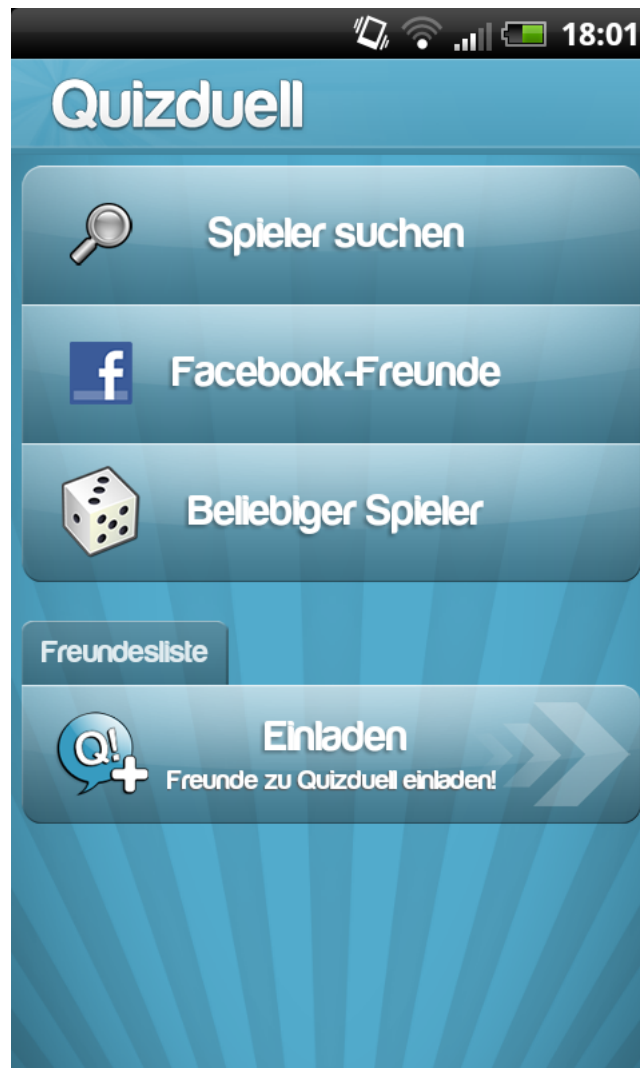 18:01
Quizduell
Spieler suchen
f
Facebook-Freunde
Beliebiger Spieler
Freundesliste
Q!
Einladen
Freunde zu Quizduell einladen!